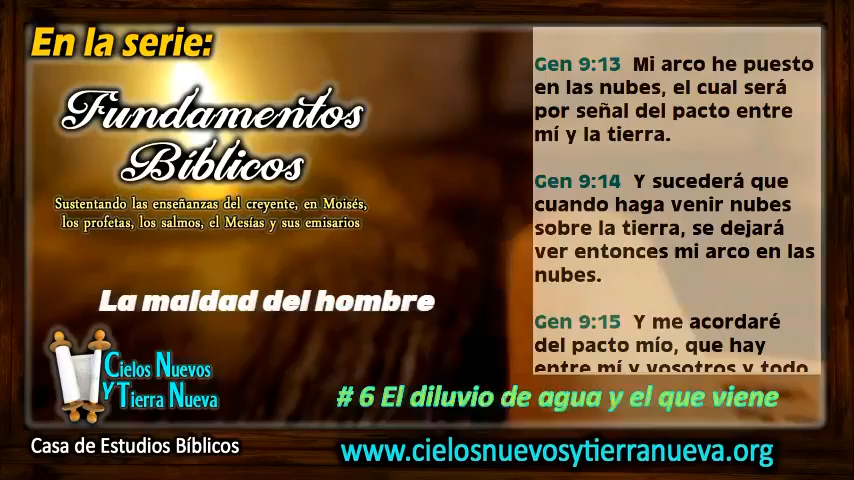 En la serie:
Fundamentos
Bíblicos
Sustentando las enseñanzas del creyente, en Moisés,
los profetas, los salmos, el Mesías y sus emisarios
La maldad del hombre
Gen 9:13 Mi arco he puesto
en las nubes, el cual será
por señal del pacto entre
mí y la tierra.
Gen 9:14 Y sucederá que
cuando haga venir nubes
sobre la tierra, se dejará
ver entonces mi arco en las
nubes.
Gen 9:15 Y me acordaré
del pacto mío, que hay
entre mí y vosotros y todo
Cielos Nuevos
Y Tierra Nueva
# 6 El diluvio de agua y el que viene
Casa de Estudios Bíblicos
www.cielosnuevosytierranueva.org